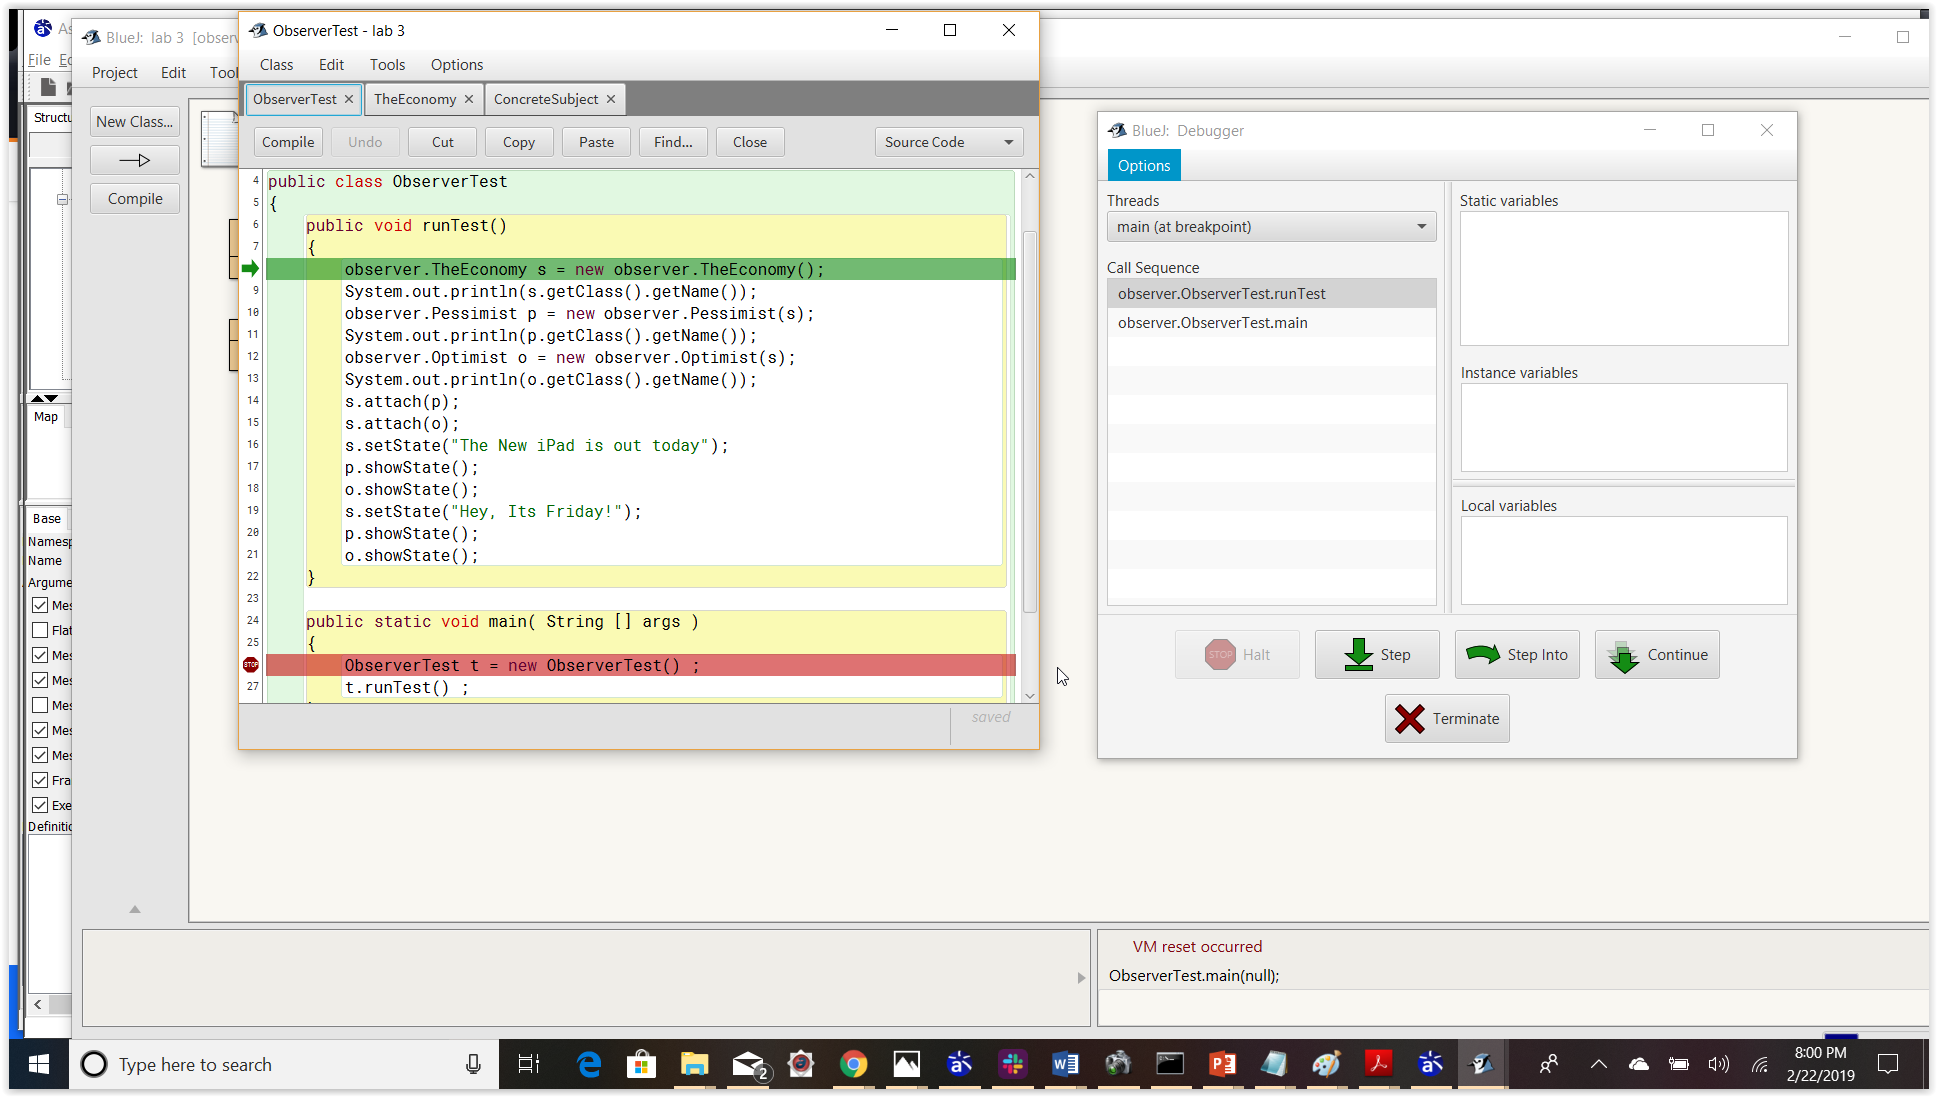 As
BlueJ: lab 3 [observ
ObserverTest - lab 3
File Ec
Project Edit Tool
Class Edit Tools Options
ObserverTest TheEconomy ConcreteSubject
Structu
New Class...
Compile
Compile Undo Cut Copy Paste Find... Close Source Code
4 public class ObserverTest
5 {
6 public void runTest()
7 {
observer.TheEconomy s = new observer.TheEconomy();
9 System.out.println(s.getClass().getName());
10 observer.Pessimist p = new observer.Pessimist(s);
11 System.out.println(p.getClass().getName());
12 observer.Optimist o = new observer.Optimist(s);
13 System.out.println(o.getClass().getName());
14 s.attach(p);
15 s.attach(o);
16 s.setState("The New iPad is out today");
17 p.showState();
18 o.showState();
19 s.setState("Hey, Its Friday!");
20 p.showState();
21 o.showState();
22 }
23
24 public static void main( String [] args )
25 {
STOP ObserverTest t = new ObserverTest() ;
27 t.runTest() ;
saved
Map
Base
Namesp
Name
Argume
Mes
Flat
Mes
Mes
Mes
Mes
Mes
Fra
Exe
Definitic
BlueJ: Debugger
Options
Threads
main (at breakpoint)
Call Sequence
observer.ObserverTest.runTest
observer.ObserverTest.main
Static variables
Instance variables
Local variables
STOP Halt Step Step Into Continue
Terminate
VM reset occurred
ObserverTest.main(null);
Type here to search
2
8:00 PM
2/22/2019